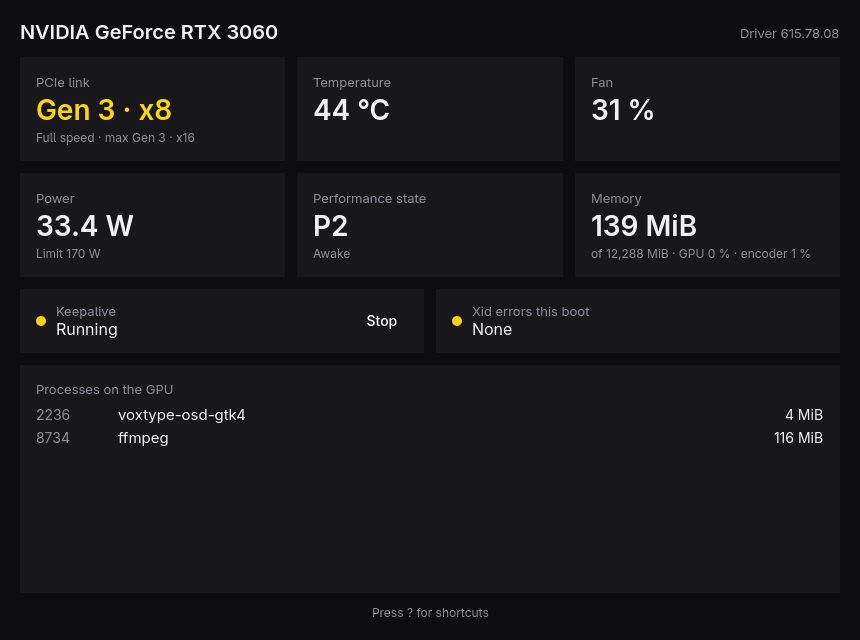 NVIDIA GeForce RTX 3060
Driver 615.78.08
PCIe link
Gen 3 · x8
Full speed · max Gen 3 · x16
Temperature
44 °C
Fan
31 %
Power
33.4 W
Limit 170 W
Performance state
P2
Awake
Memory
139 MiB
of 12,288 MiB · GPU 0 % · encoder 1 %
Keepalive
Running
Stop
Xid errors this boot
None
Processes on the GPU
2236 voxtype-osd-gtk4 4 MiB
8734 ffmpeg 116 MiB
Press ? for shortcuts